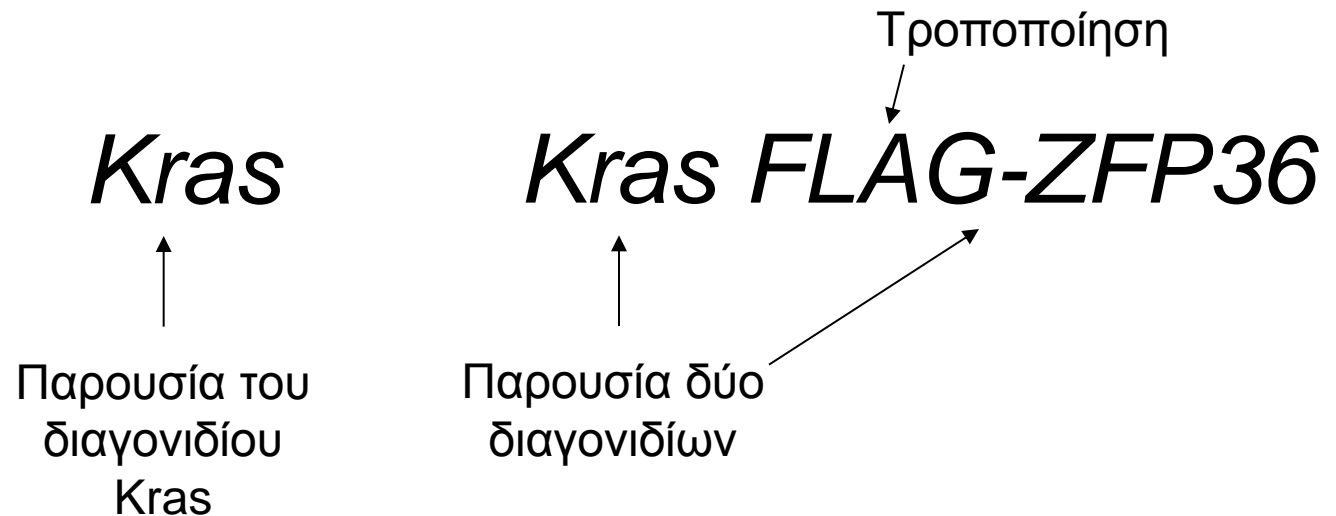 Τροποποίηση
Kras
Kras FLAG-ZFP36
Παρουσία του
διαγονιδίου
Kras
Παρουσία δύο
διαγονιδίων